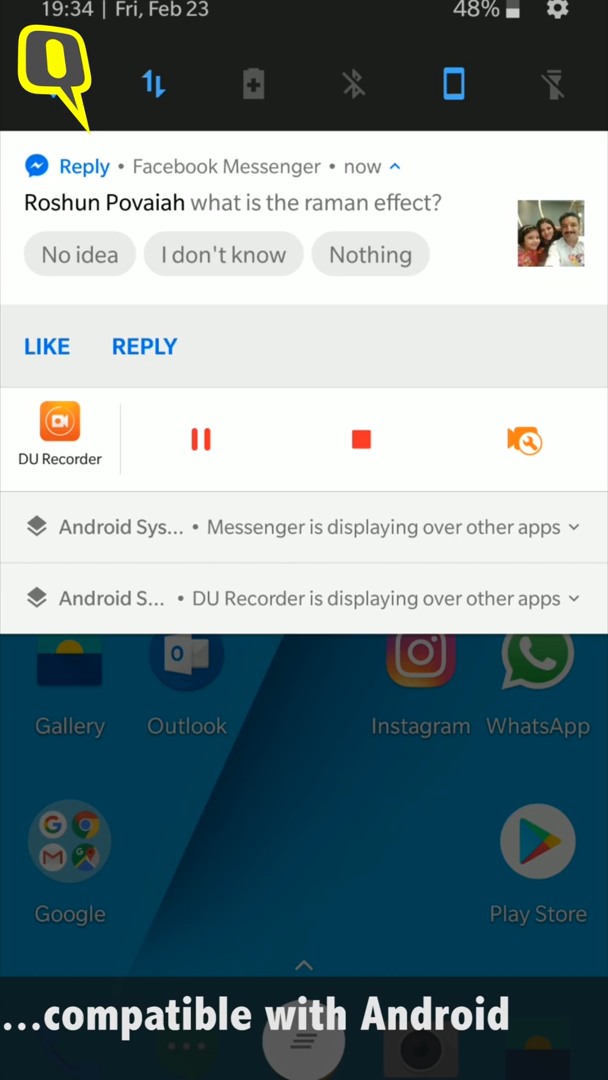 19:34 | Fri, Feb 23 48%
Reply • Facebook Messenger • now
Roshun Povaiah what is the raman effect?
No idea I don't know Nothing
LIKE REPLY
DU Recorder
Android Sys... • Messenger is displaying over other apps
Android S... • DU Recorder is displaying over other apps
Gallery Outlook Instagram WhatsApp
Google Play Store
...compatible with Android